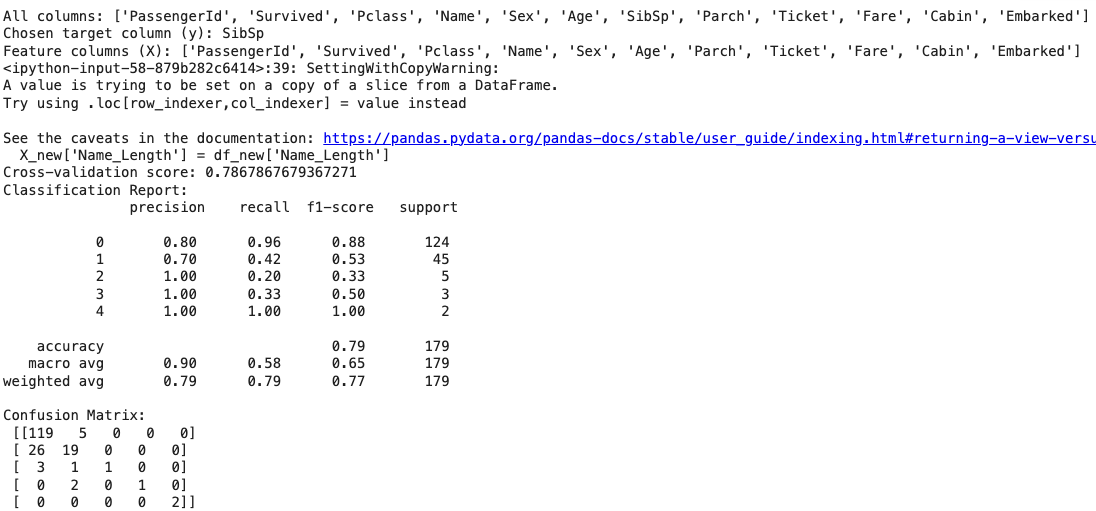 All columns: ['PassengerId', 'Survived', 'Pclass', 'Name', 'Sex', 'Age', 'SibSp', 'Parch', 'Ticket', 'Fare', 'Cabin', 'Embarked']
Chosen target column (y): SibSp
Feature columns (X): ['PassengerId', 'Survived', 'Pclass', 'Name', 'Sex', 'Age', 'Parch', 'Ticket', 'Fare', 'Cabin', 'Embarked']
<ipython-input-58-879b282c6414>:39: SettingWithCopyWarning:
A value is trying to be set on a copy of a slice from a DataFrame.
Try using .loc[row_indexer,col_indexer] = value instead
See the caveats in the documentation: https://pandas.pydata.org/pandas-docs/stable/user_guide/indexing.html#returning-a-view-versu
X_new['Name_Length'] = df_new['Name_Length']
Cross-validation score: 0.7867867679367271
Classification Report:
precision recall f1-score support
0 0.80 0.96 0.88 124
1 0.70 0.42 0.53 45
2 1.00 0.20 0.33 5
3 1.00 0.33 0.50 3
4 1.00 1.00 1.00 2
accuracy 0.79 179
macro avg 0.90 0.58 0.65 179
weighted avg 0.79 0.79 0.77 179
Confusion Matrix:
[[119 5 0 0 0]
[ 26 19 0 0 0]
[ 3 1 1 0 0]
[ 0 2 0 1 0]
[ 0 0 0 0 2]]